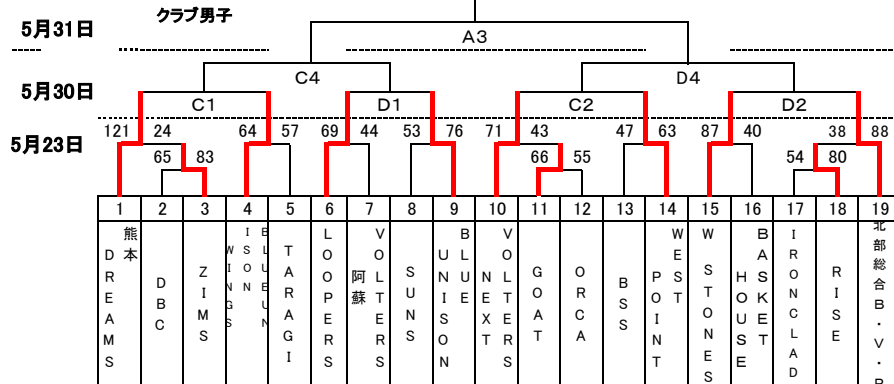 クラブ男子
5月31日
A3
C4 D4
5月30日
C1 D1 C2 D2
5月23日
121 24 64 57 69 44 53 76 71 43 47 63 87 40 38 88
65 83 66 55 54 80
1 2 3 4 5 6 7 8 9 10 11 12 13 14 15 16 17 18 19
熊本
DREAMS
DBC
ZIMS
ISON
WINGS
TARAGI
LOOPERS
VOLTERS
阿蘇
SUNS
BLUE
UNISON
VOLTERS
NEXT
GOAT
ORCA
BSS
WEST
POINT
W STONES
BASKET
HOUSE
IRONCLAD
RISE
北部総合B・V・